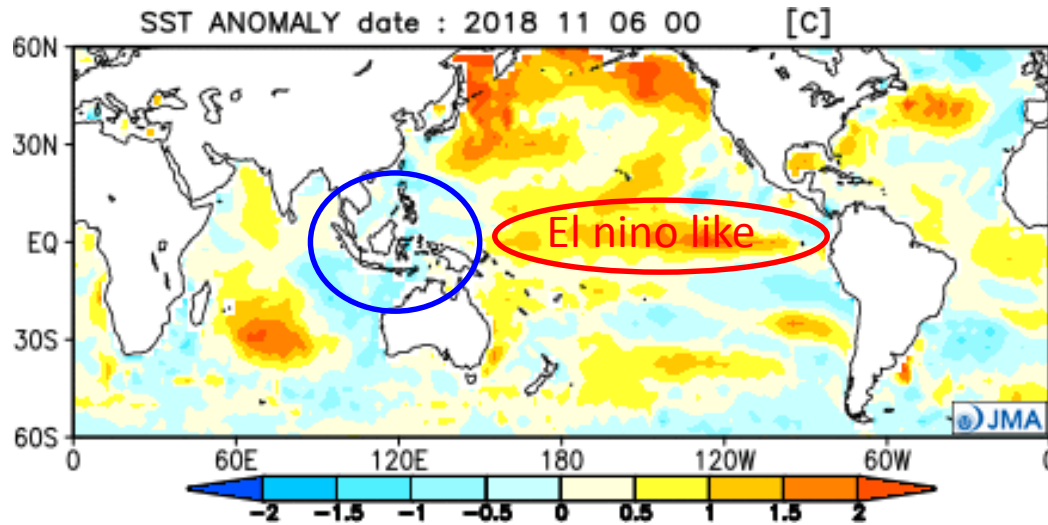 SST ANOMALY date : 2018 11 06 00 [C]
60N
30N
EQ
30S
60S
El nino like
JMA
0 60E 120E 180 120W 60W 0
-2 -1.5 -1 -0.5 0 0.5 1 1.5 2